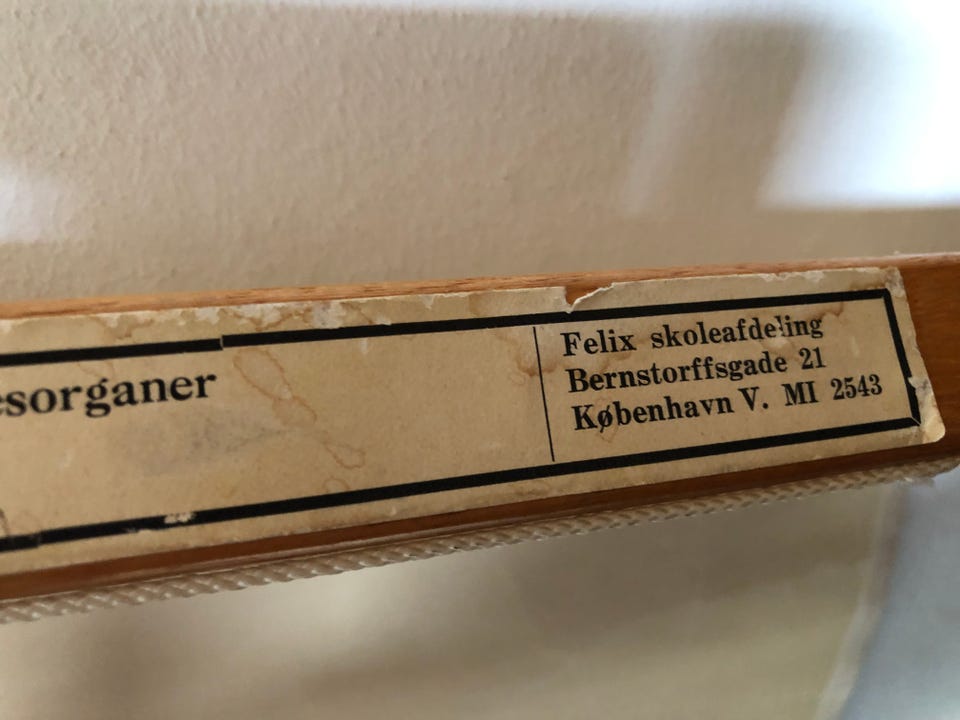 esorganer
Felix skoleafdeling
Bernstorffsgade 21
København V. MI 2543